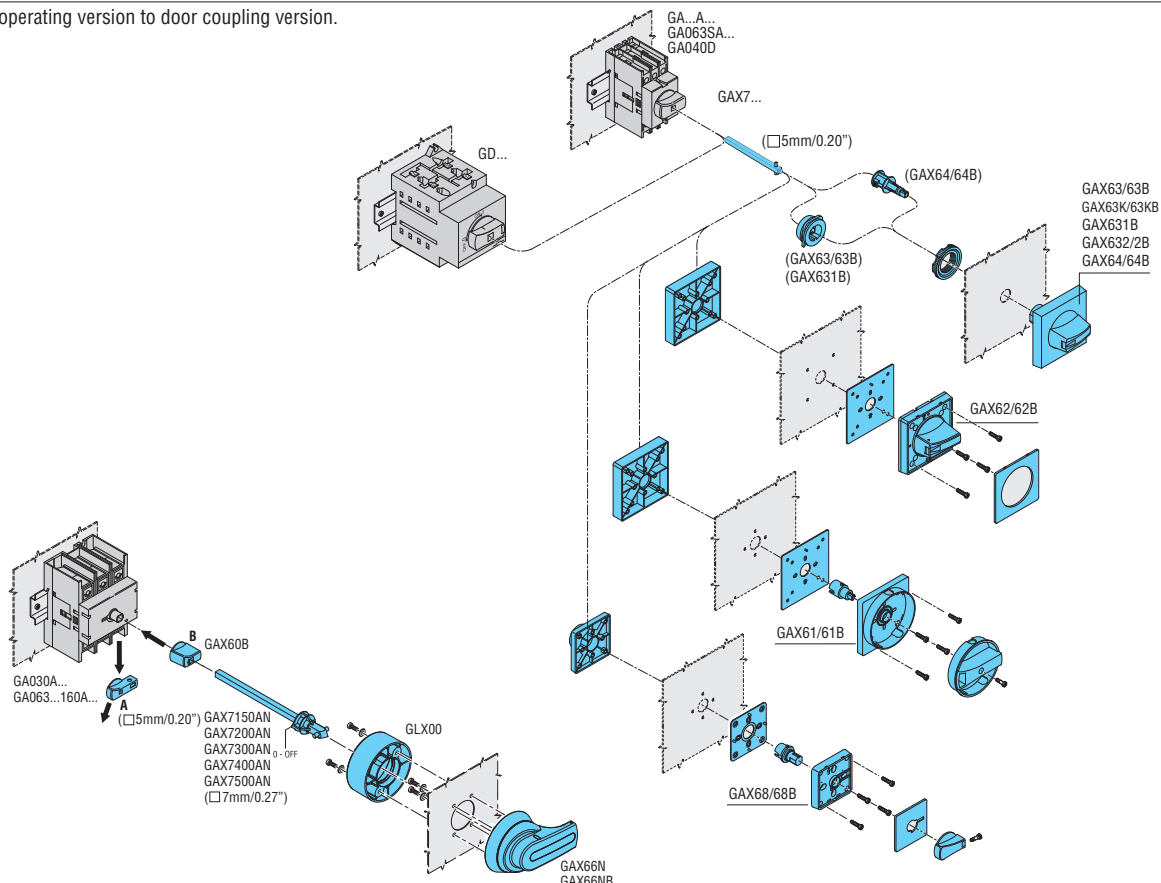 operating version to door coupling version.
GA...A...
GA063SA...
GA040D
GAX7...
(□5mm/0.20")
GD...
(GAX64/64B)
GAX63/63B
GAX63K/63KB
GAX631B
GAX632/2B
GAX64/64B
(GAX63/63B)
(GAX631B)
GAX62/62B
GAX61/61B
B
GAX60B
GA030A...
GA063...160A...
A
(□5mm/0.20")
GAX7150AN
GAX7200AN
GAX7300AN
0 - OFF
GAX7400AN
GAX7500AN
(□7mm/0.27")
GLX00
GAX68/68B
GAX66N
GAX66NB